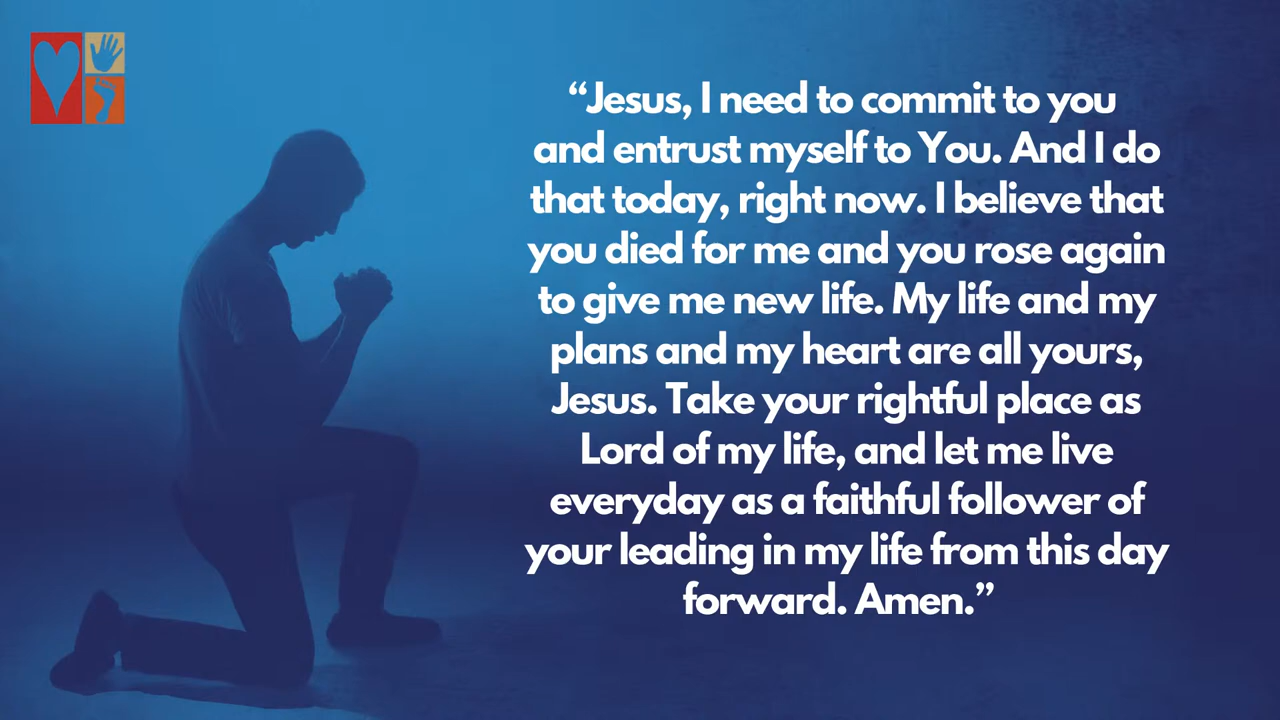 “Jesus, I need to commit to you
and entrust myself to You. And I do
that today, right now. I believe that
you died for me and you rose again
to give me new life. My life and my
plans and my heart are all yours,
Jesus. Take your rightful place as
Lord of my life, and let me live
everyday as a faithful follower of
your leading in my life from this day
forward. Amen.”